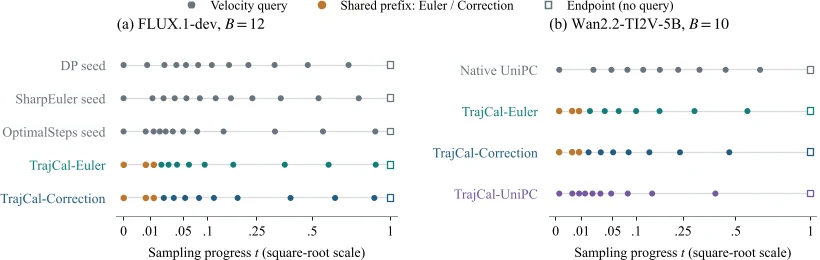 Velocity query
Shared prefix: Euler / Correction
Endpoint (no query)
(a) FLUX.1-dev, B = 12
DP seed
SharpEuler seed
OptimalSteps seed
TrajCal-Euler
TrajCal-Correction
0 .01 .05 .1 .25 .5 1
Sampling progress t (square-root scale)
(b) Wan2.2-TI2V-5B, B = 10
Native UniPC
TrajCal-Euler
TrajCal-Correction
TrajCal-UniPC
0 .01 .05 .1 .25 .5 1
Sampling progress t (square-root scale)